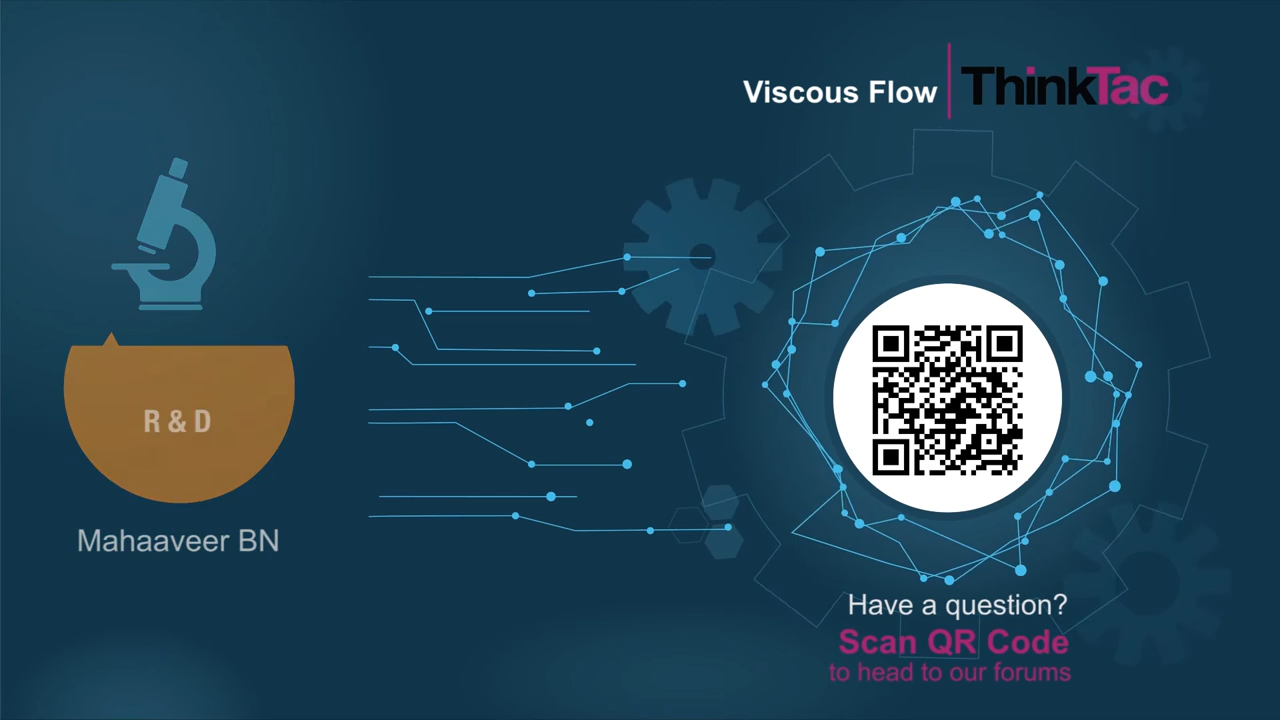 Viscous Flow
ThinkTac
R & D
Mahaaveer BN
Have a question?
Scan QR Code
to head to our forums